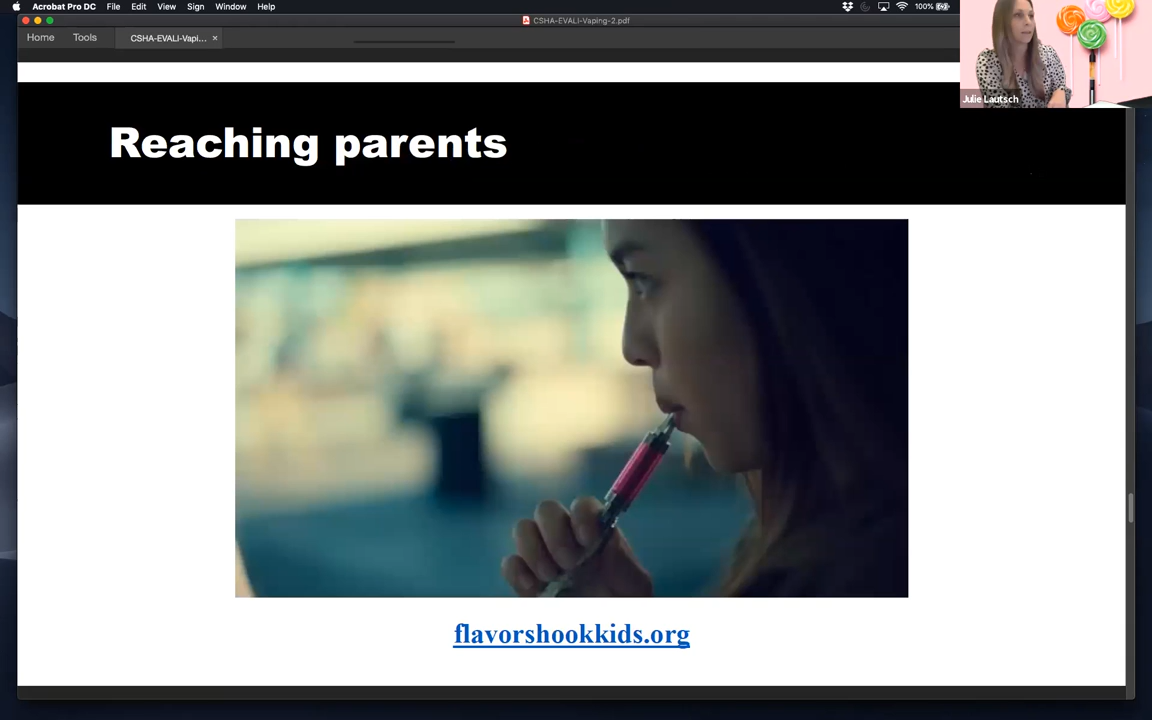 Acrobat Pro DC File Edit View Sign Window Help 100%
CSHA-EVALI-Vaping-2.pdf
Home Tools CSHA-EVALI-Vapi... ×
Julie Lautsch
Reaching parents
flavorshookkids.org